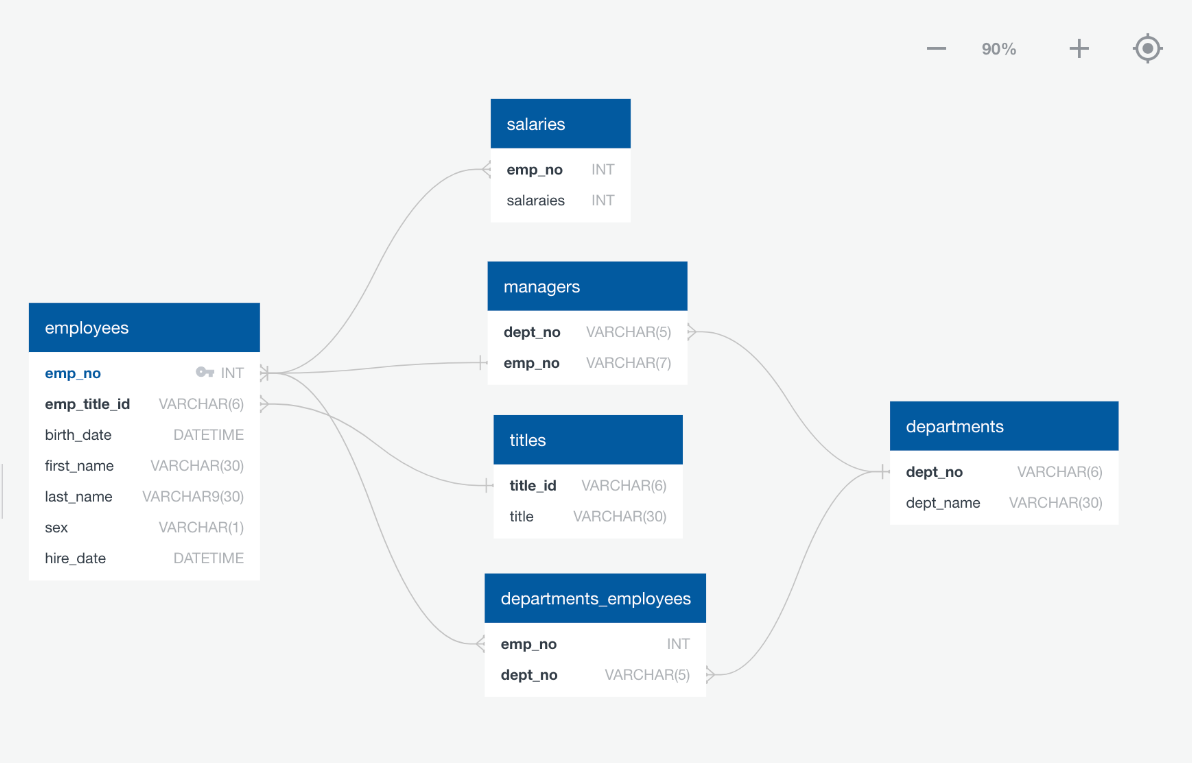 90%
salaries
emp_no INT
salaraies INT
managers
dept_no VARCHAR(5)
emp_no VARCHAR(7)
employees
emp_no INT
emp_title_id VARCHAR(6)
birth_date DATETIME
first_name VARCHAR(30)
last_name VARCHAR9(30)
sex VARCHAR(1)
hire_date DATETIME
titles
title_id VARCHAR(6)
title VARCHAR(30)
departments
dept_no VARCHAR(6)
dept_name VARCHAR(30)
departments_employees
emp_no INT
dept_no VARCHAR(5)